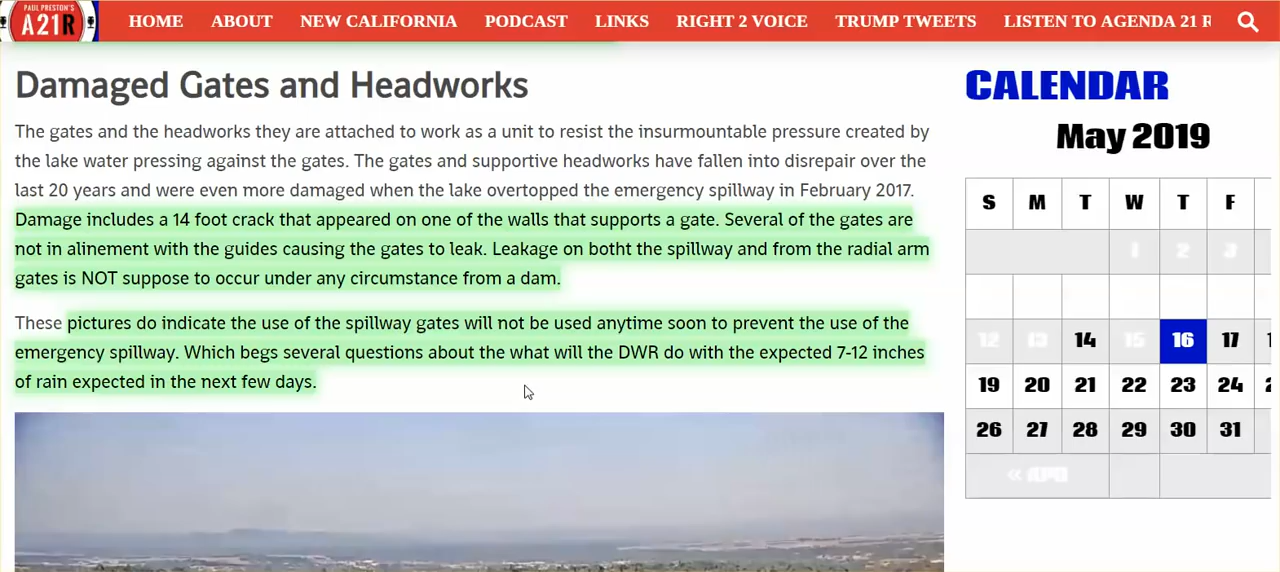 PAUL PRESTON'S
A21R
HOME ABOUT NEW CALIFORNIA PODCAST LINKS RIGHT 2 VOICE TRUMP TWEETS LISTEN TO AGENDA 21 R
Damaged Gates and Headworks
The gates and the headworks they are attached to work as a unit to resist the insurmountable pressure created by
the lake water pressing against the gates. The gates and supportive headworks have fallen into disrepair over the
last 20 years and were even more damaged when the lake overtopped the emergency spillway in February 2017.
Damage includes a 14 foot crack that appeared on one of the walls that supports a gate. Several of the gates are
not in alinement with the guides causing the gates to leak. Leakage on botht the spillway and from the radial arm
gates is NOT suppose to occur under any circumstance from a dam.
These pictures do indicate the use of the spillway gates will not be used anytime soon to prevent the use of the
emergency spillway. Which begs several questions about the what will the DWR do with the expected 7-12 inches
of rain expected in the next few days.
CALENDAR
May 2019
S M T W T F
1 2 3
12 13 14 15 16 17 1
19 20 21 22 23 24 2
26 27 28 29 30 31
« APR